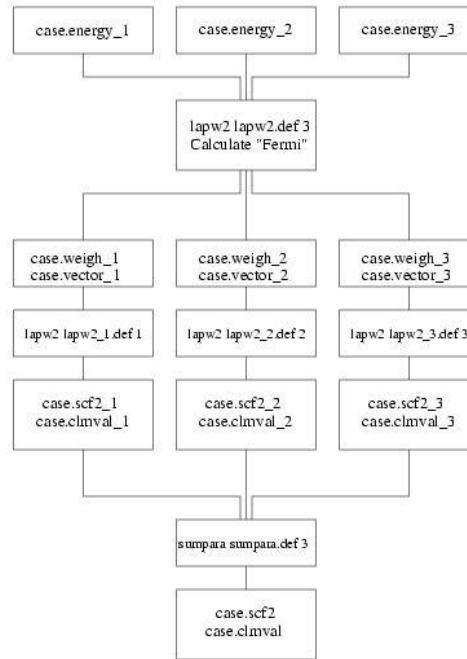 case.energy_1
case.energy_2
case.energy_3
lapw2 lapw2.def 3
Calculate "Fermi"
case.weigh_1
case.vector_1
case.weigh_2
case.vector_2
case.weigh_3
case.vector_3
lapw2 lapw2_1.def 1
lapw2 lapw2_2.def 2
lapw2 lapw2_3.def 3
case.scf2_1
case.clmval_1
case.scf2_2
case.clmval_2
case.scf2_3
case.clmval_3
sumpara sumpara.def 3
case.scf2
case.clmval